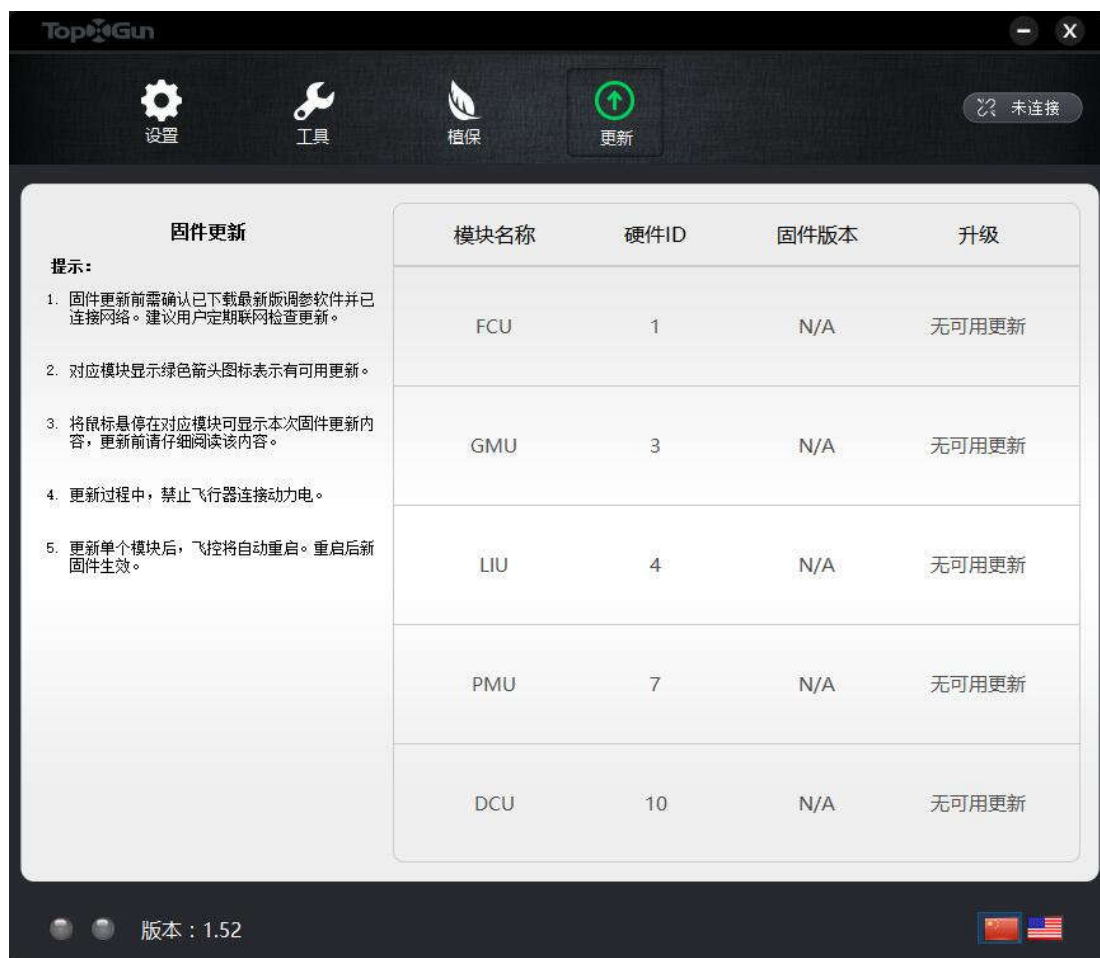 TopXGun
设置 工具 植保 更新 未连接
固件更新
提示：
1. 固件更新前需确认已下载最新版调参软件并已
连接网络。建议用户定期联网检查更新。
2. 对应模块显示绿色箭头图标表示有可用更新。
3. 将鼠标悬停在对应模块可显示本次固件更新内
容，更新前请仔细阅读该内容。
4. 更新过程中，禁止飞行器连接动力电。
5. 更新单个模块后，飞控将自动重启。重启后新
固件生效。
模块名称 硬件ID 固件版本 升级
FCU 1 N/A 无可用更新
GMU 3 N/A 无可用更新
LIU 4 N/A 无可用更新
PMU 7 N/A 无可用更新
DCU 10 N/A 无可用更新
版本：1.52